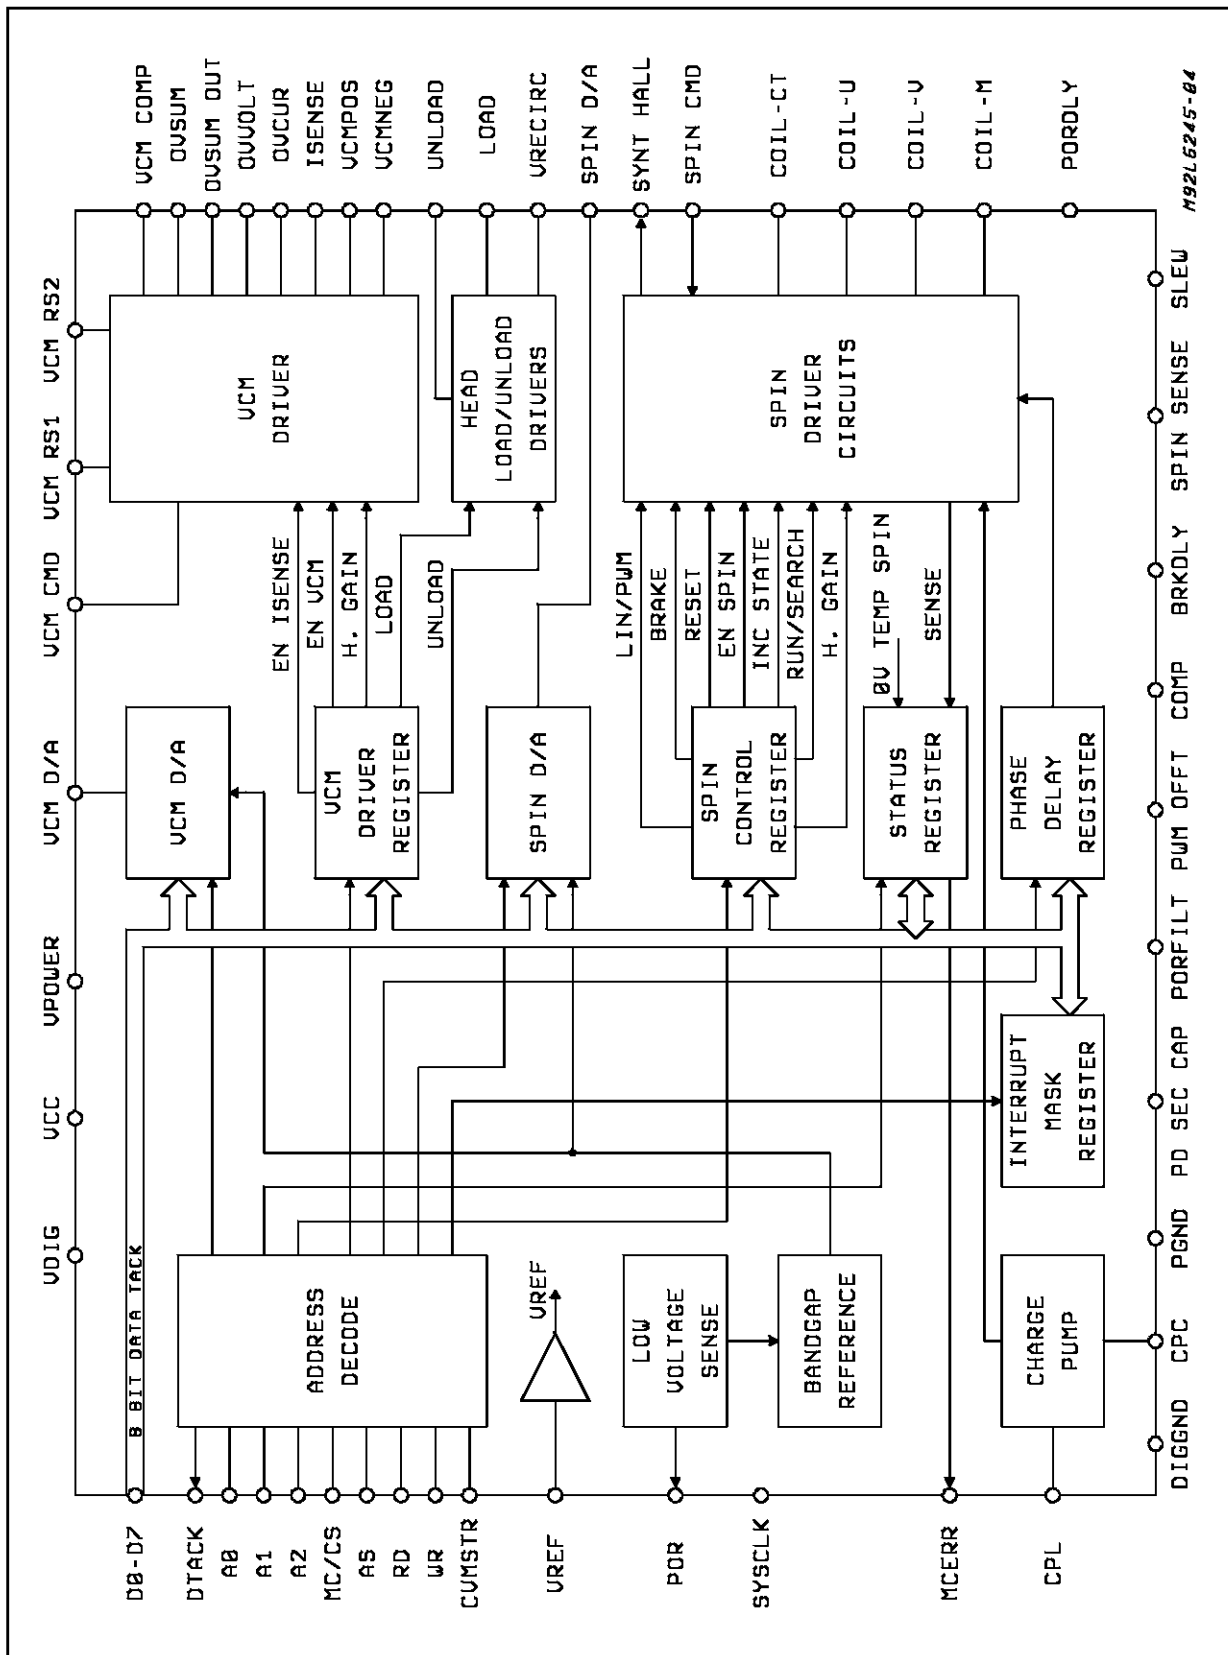 VCM COMP
OVSUM
OVSUM OUT
OVVOLT
OVCUR
ISENSE
VCMPOS
VCMNEG
UNLOAD
LOAD
VRECIRC
SPIN D/A
SYNT HALL
SPIN CMD
COIL-CT
COIL-U
COIL-V
COIL-M
PORDLY
M92L6245-04
VCM RS2
VCM RS1
VCM CMD
VCM D/A
VPOWER
VCC
VDIG
VCM
DRIVER
HEAD
LOAD/UNLOAD
DRIVERS
SPIN
DRIVER
CIRCUITS
EN ISENSE
EN VCM
H. GAIN
LOAD
UNLOAD
LIN/PWM
BRAKE
RESET
EN SPIN
INC STATE
RUN/SEARCH
H. GAIN
0V TEMP SPIN
SENSE
VCM D/A
VCM
DRIVER
REGISTER
SPIN D/A
SPIN
CONTROL
REGISTER
STATUS
REGISTER
PHASE
DELAY
REGISTER
INTERRUPT
MASK
REGISTER
8 BIT DATA TACK
ADDRESS
DECODE
VREF
LOW
VOLTAGE
SENSE
BANDGAP
REFERENCE
CHARGE
PUMP
D0-D7
DTACK
A0
A1
A2
MC/CS
AS
RD
WR
CVMSTR
VREF
POR
SYSCLK
MCERR
CPL
DIGGND
CPC
PGND
PD SEC CAP
PORFILT
PWM OFFT
COMP
BRKDLY
SPIN SENSE
SLEW